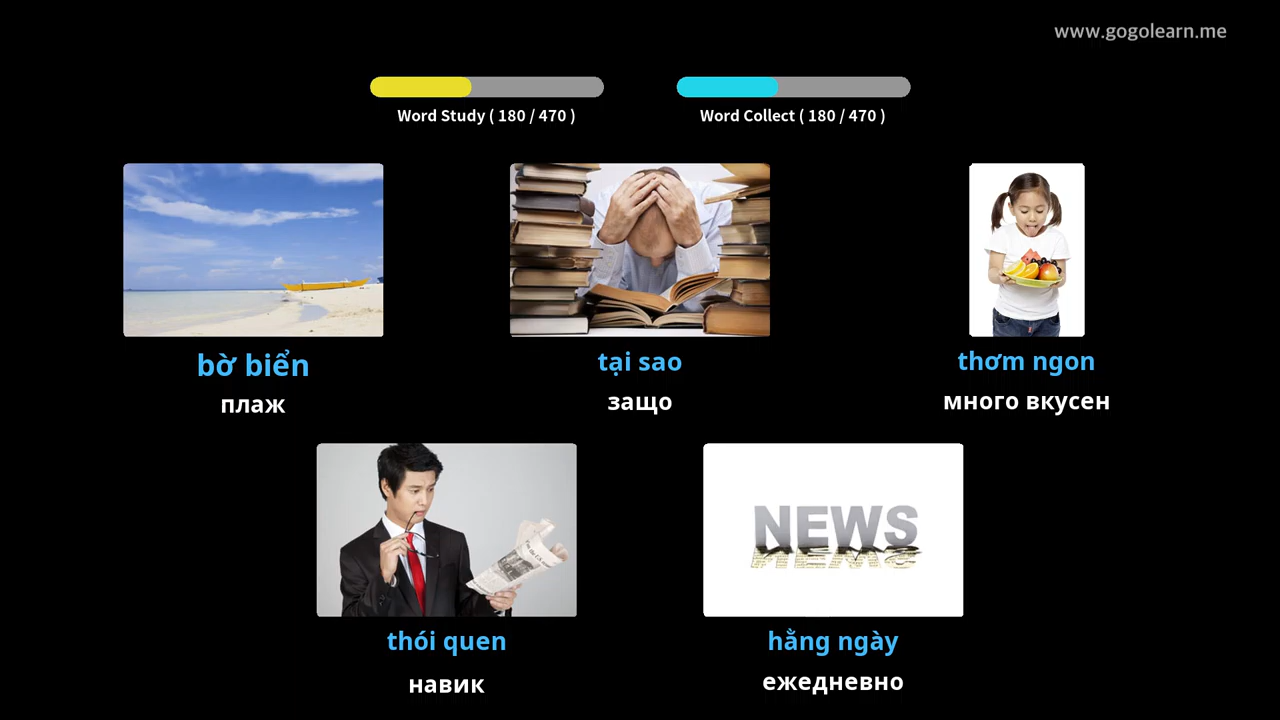 www.gogolearn.me
Word Study ( 180 / 470 )
Word Collect ( 180 / 470 )
bờ biển
плаж
tại sao
защо
thơm ngon
много вкусен
thói quen
навик
NEWS
hằng ngày
ежедневно